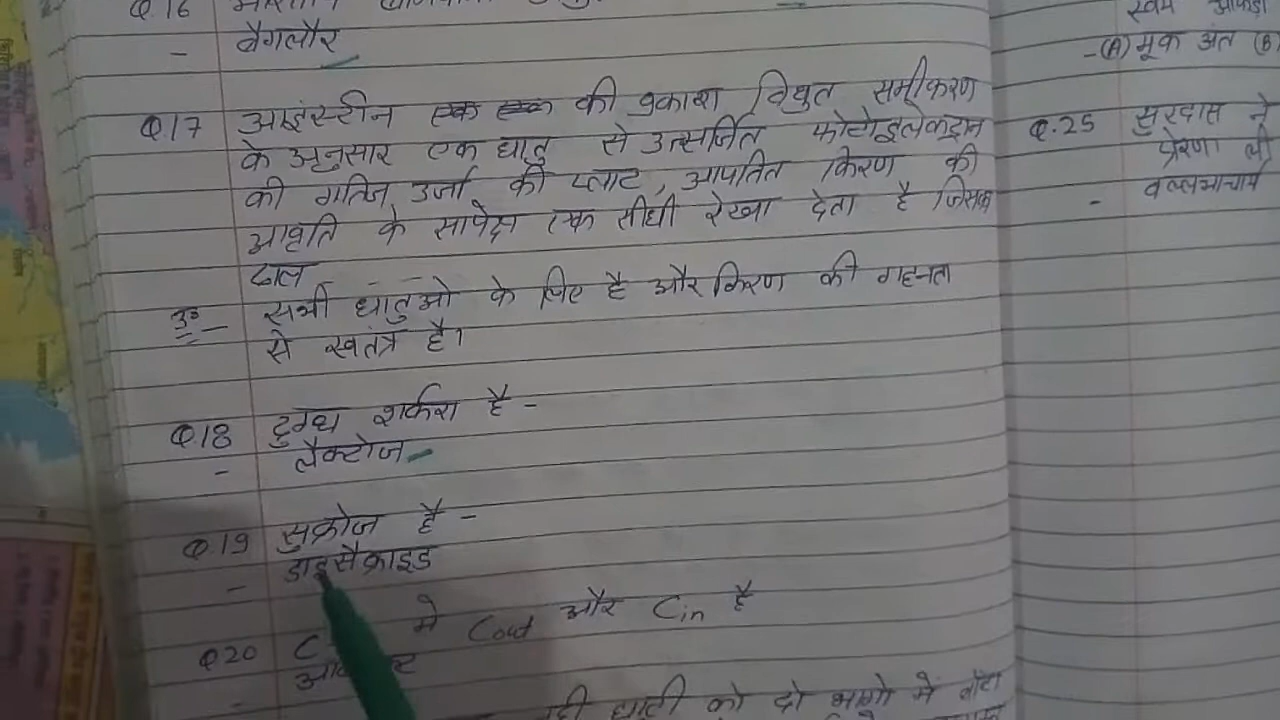 Q.16
- बैगलौर
Q17 आइंस्टीन की प्रकाश विधुत समीकरण
के अनुसार एक धातु से उत्सर्जित फोटोइलेक्ट्रान
की गतिज उर्जा की प्लाट, आपतित किरण की
आवृति के सापेक्ष एक सीधी रेखा देता है जिसका
ढाल - -
उ०- सभी धातुओ के लिए है और किरण की गहनता
से स्वतंत्र है।
Q18 दुग्ध शर्करा है -
- लैक्टोज
Q19 सुक्रोज है -
- डाइसैक्राइड
Q20 C में Cout और Cin है
घाटी को दो भागो में बाँटा
- (A) मूक अंत (B)
Q.25 सुरदास ने
प्रेरणा ली
- वल्लभाचार्य